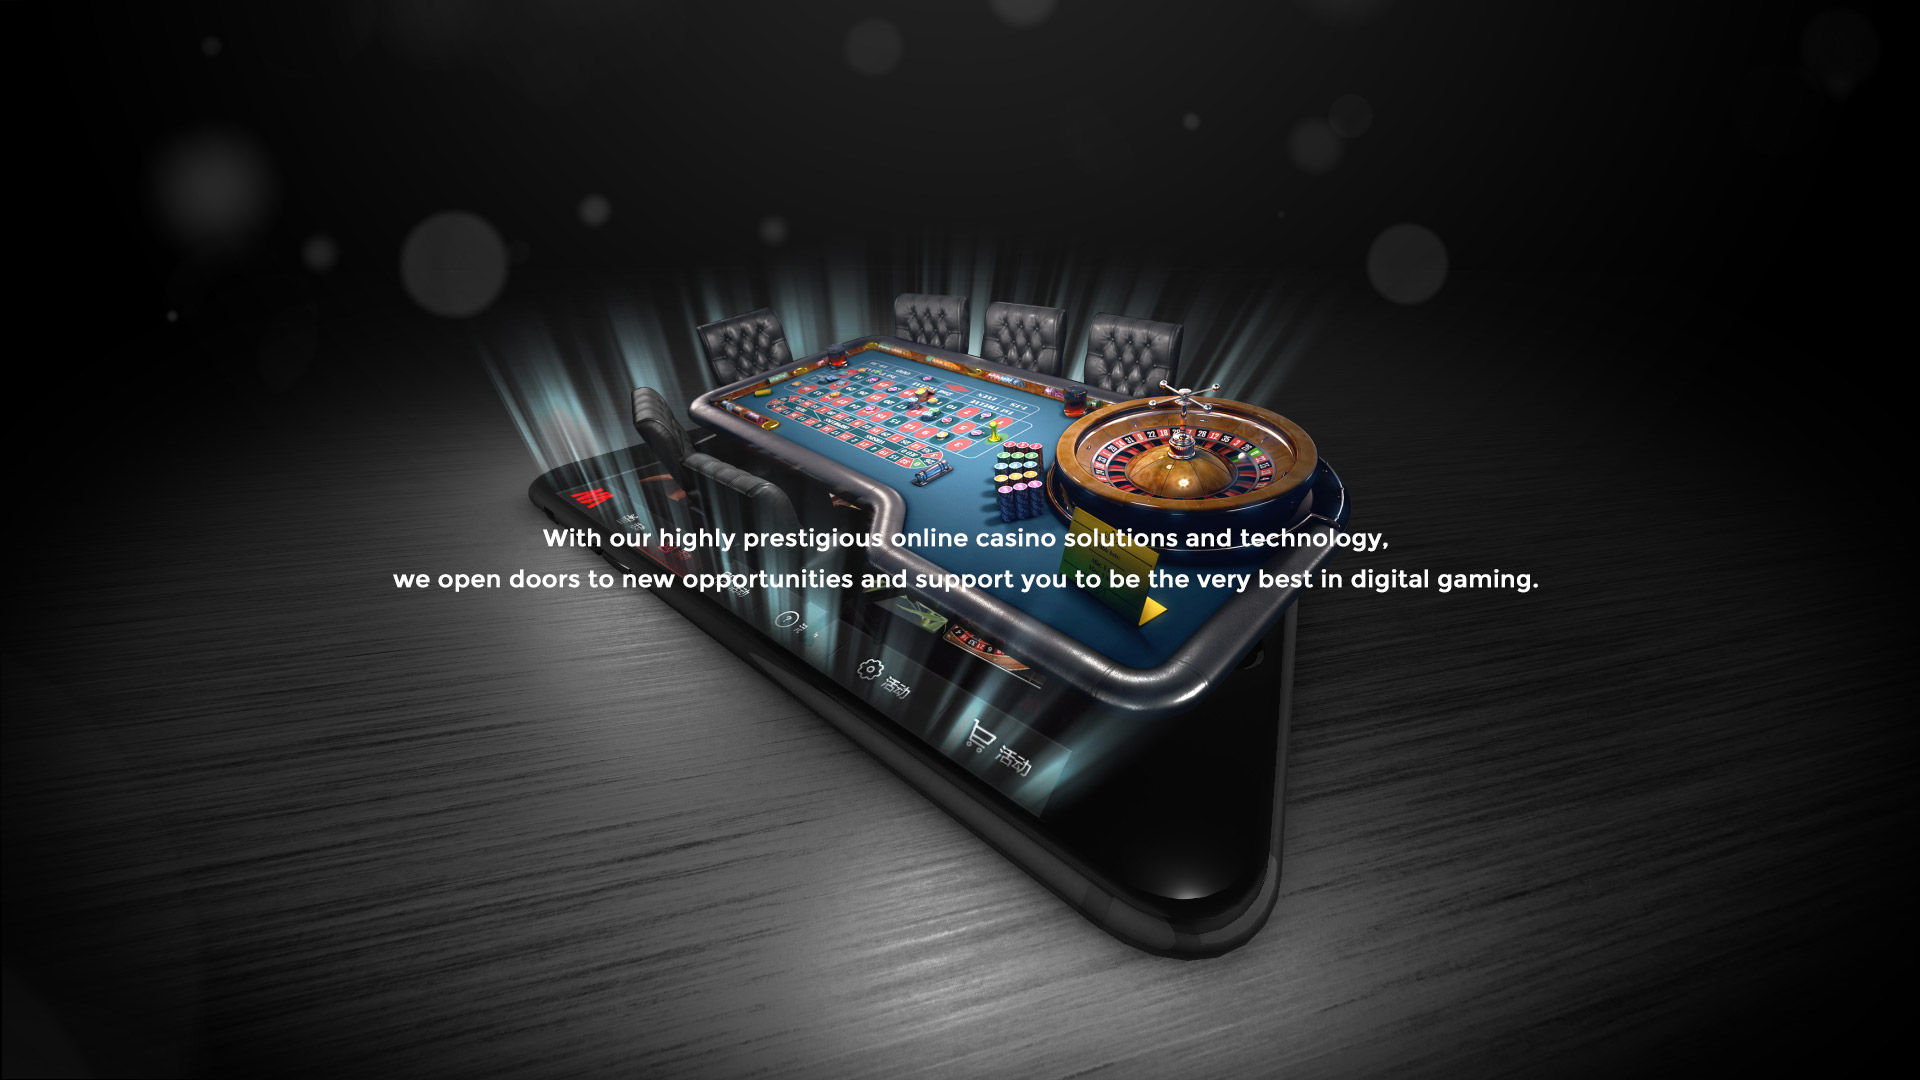 With our highly prestigious online casino solutions and technology,
we open doors to new opportunities and support you to be the very best in digital gaming.
活动
活动